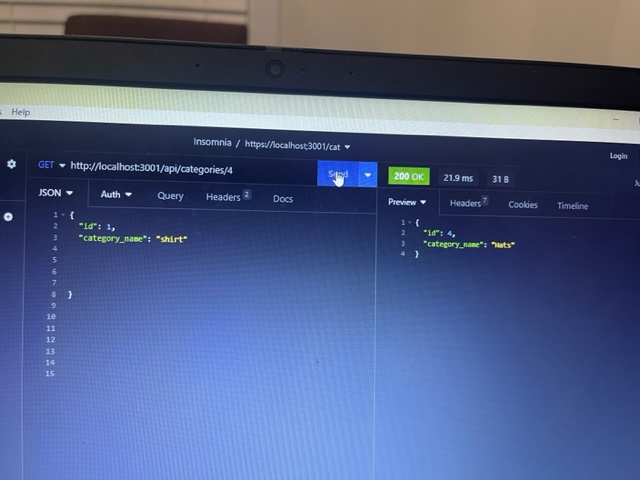 Help
Insomnia / https://localhost:3001/cat
Login
GET http://localhost:3001/api/categories/4
Send
200 OK 21.9 ms 31 B
JSON Auth Query Headers 2 Docs
Preview Headers 7 Cookies Timeline
1 {
2 "id": 1,
3 "category_name": "shirt"
4
5
6
7
8 }
9
10
11
12
13
14
15
1 {
2 "id": 4,
3 "category_name": "Hats"
4 }